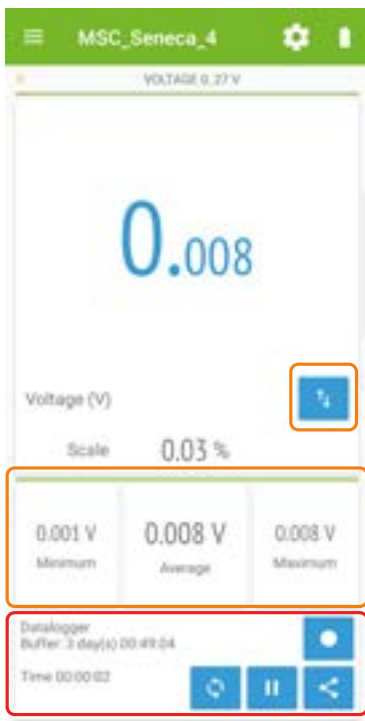 MSC_Seneca_4
VOLTAGE 0..27 V
0.008
Voltage (V)
Scale 0.03 %
0.001 V 0.008 V 0.008 V
Minimum Average Maximum
Datalogger
Buffer: 3 day(s) 00:49:04
Time 00:00:02